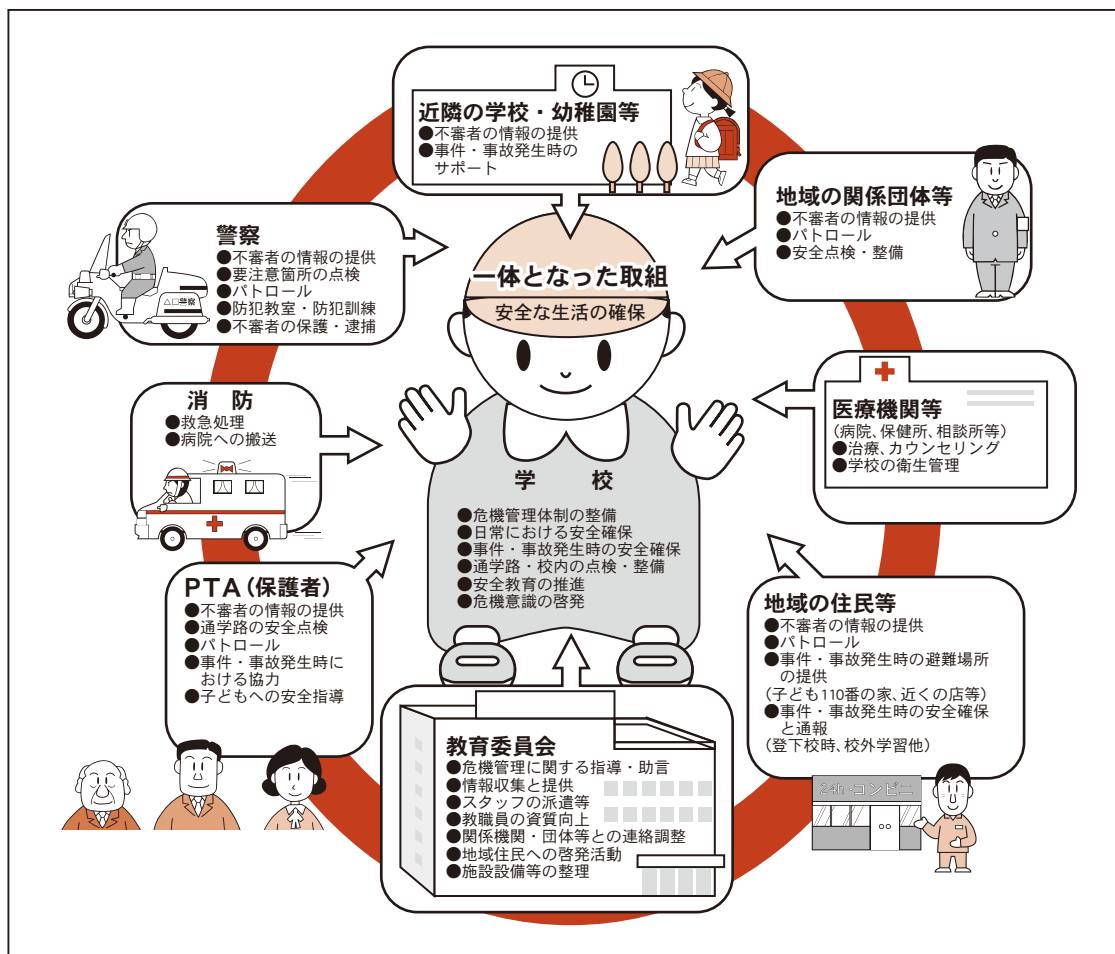 近隣の学校・幼稚園等
●不審者の情報の提供
●事件・事故発生時の
サポート
地域の関係団体等
●不審者の情報の提供
●パトロール
●安全点検・整備
警察
●不審者の情報の提供
●要注意箇所の点検
●パトロール
●防犯教室・防犯訓練
●不審者の保護・逮捕
△□警察
一体となった取組
安全な生活の確保
消 防
●救急処理
●病院への搬送
医療機関等
(病院、保健所、相談所等)
●治療、カウンセリング
●学校の衛生管理
学 校
●危機管理体制の整備
●日常における安全確保
●事件・事故発生時の安全確保
●通学路・校内の点検・整備
●安全教育の推進
●危機意識の啓発
PTA(保護者)
●不審者の情報の提供
●通学路の安全点検
●パトロール
●事件・事故発生時に
おける協力
●子どもへの安全指導
地域の住民等
●不審者の情報の提供
●パトロール
●事件・事故発生時の避難場所
の提供
(子ども110番の家、近くの店等)
●事件・事故発生時の安全確保
と通報
(登下校時、校外学習他)
24h・コンビニ
教育委員会
●危機管理に関する指導・助言
●情報収集と提供
●スタッフの派遣等
●教職員の資質向上
●関係機関・団体等との連絡調整
●地域住民への啓発活動
●施設設備等の整理